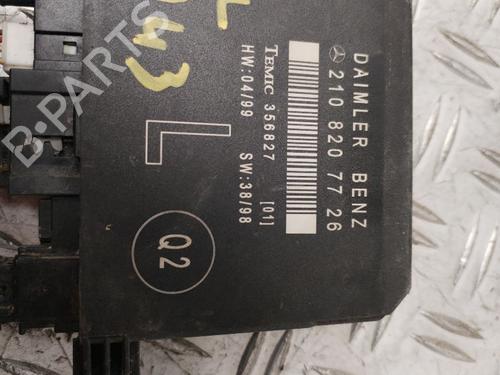 DAIMLER BENZ
210 820 77 26
[01]
TEMIC 356827
HW:04/99 SW:38/98
L
Q2
B-PARTS